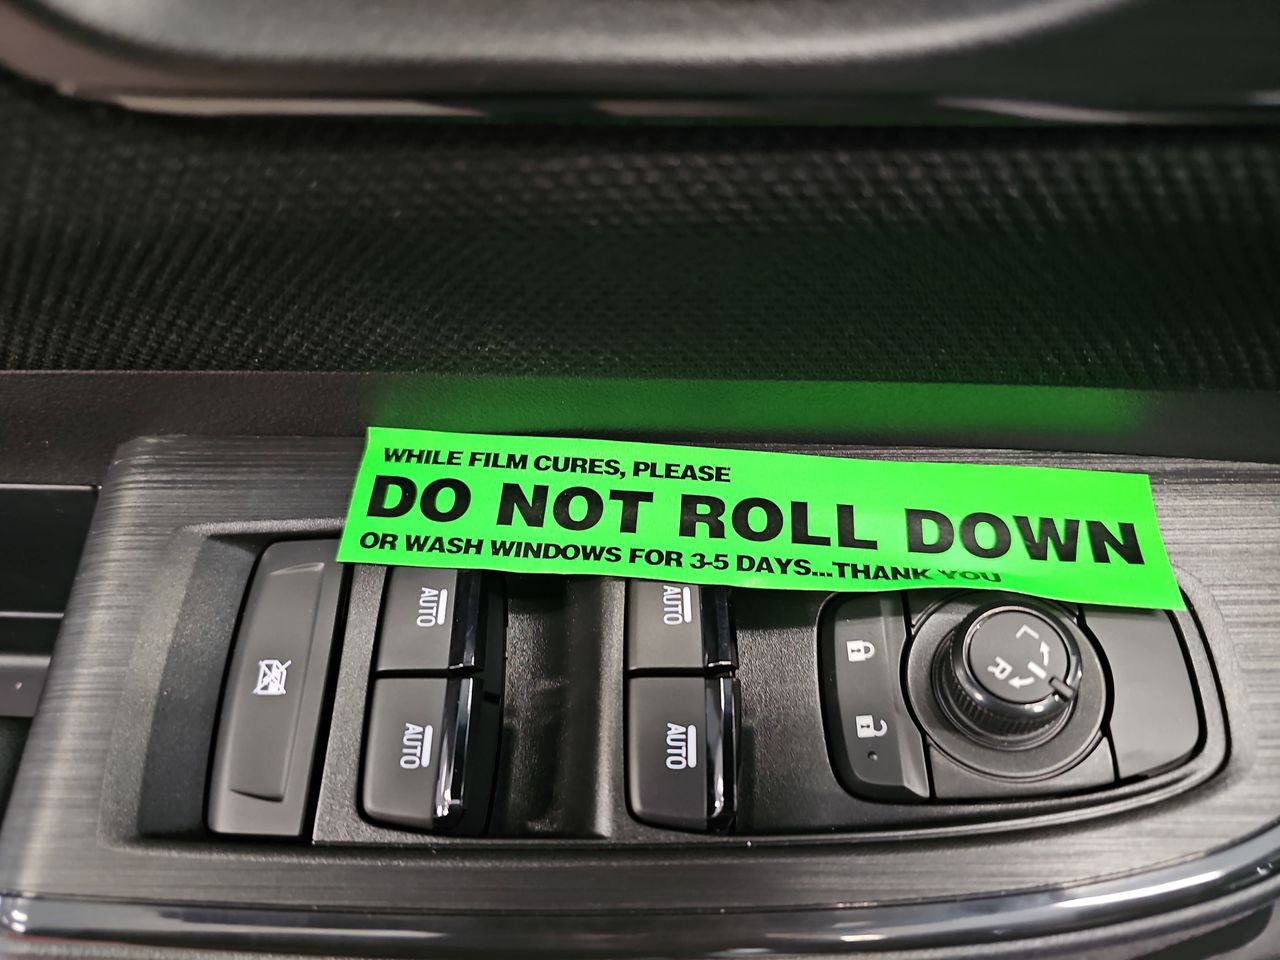 WHILE FILM CURES, PLEASE
DO NOT ROLL DOWN
OR WASH WINDOWS FOR 3-5 DAYS...THANK YOU
AUTO
AUTO
AUTO
AUTO
L
R